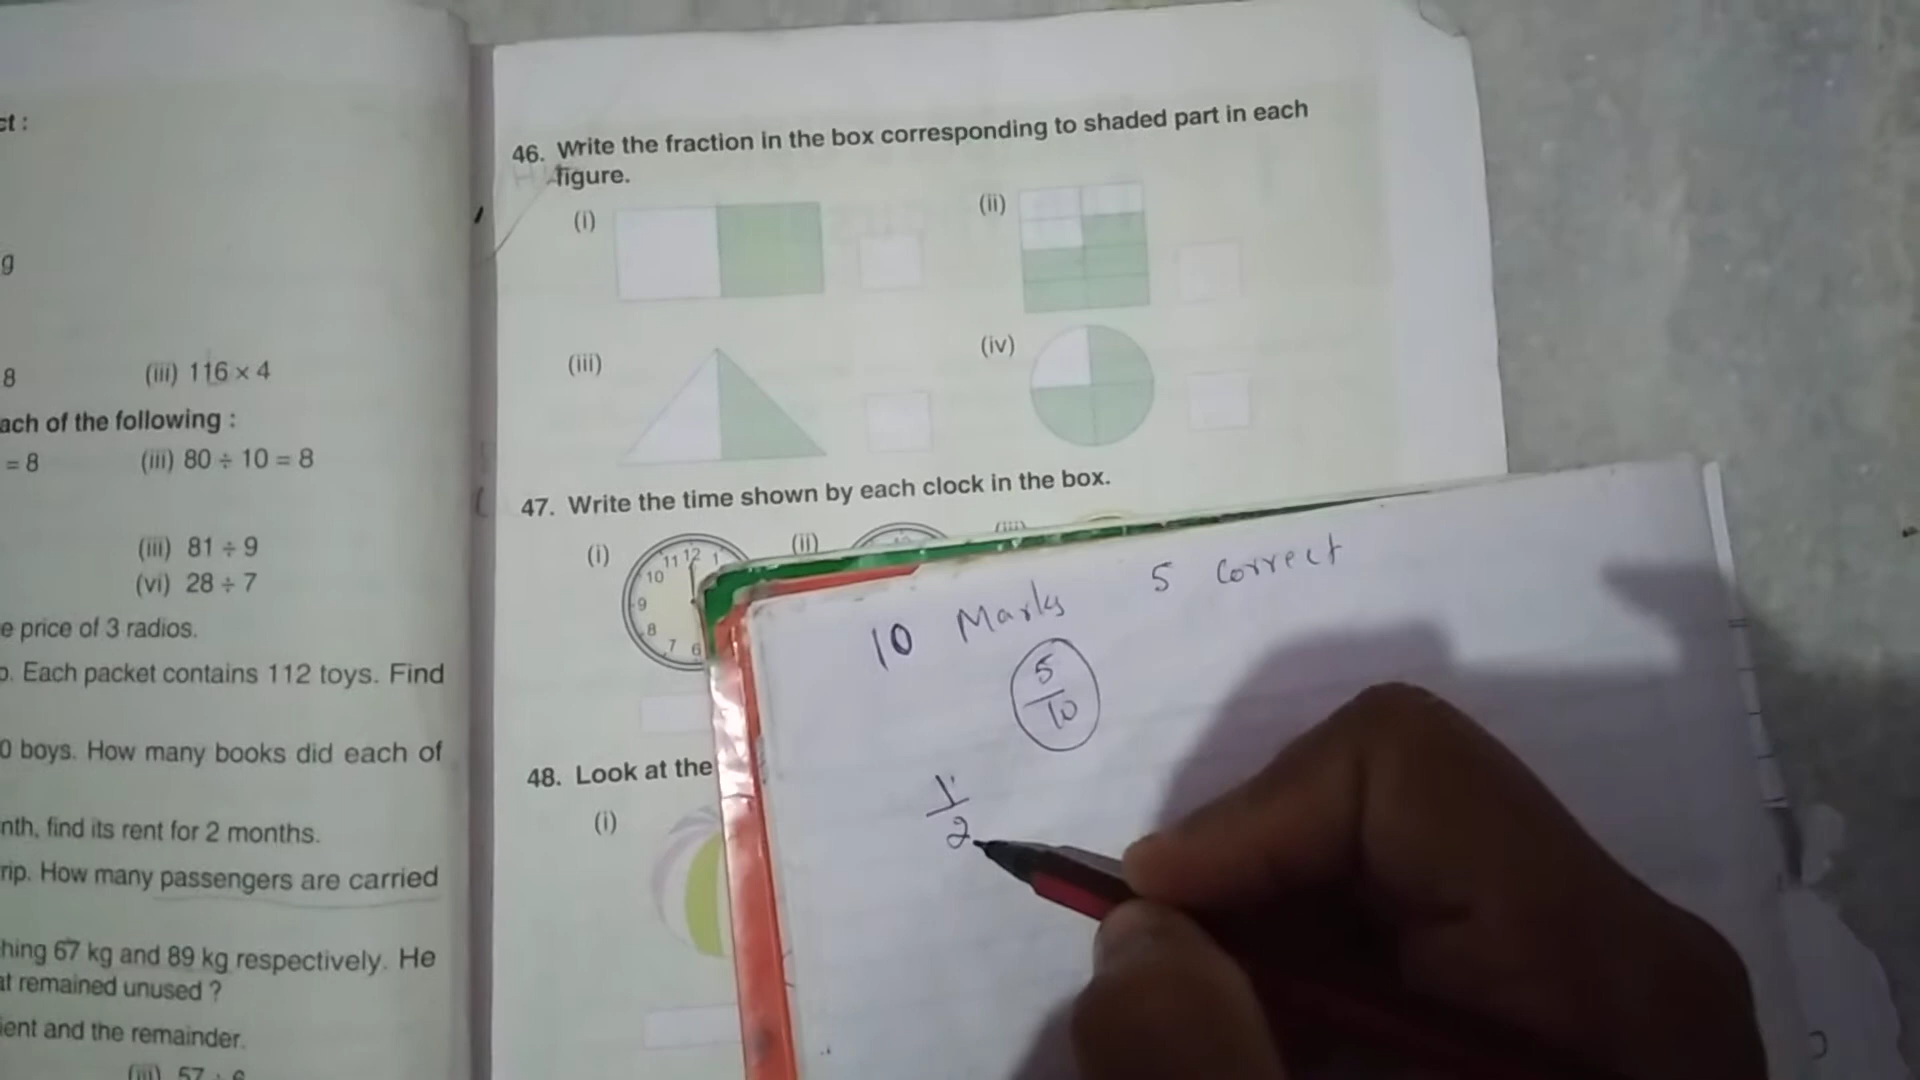 ct :
g
8
(iii) 116 × 4
ach of the following :
= 8
(iii) 80 ÷ 10 = 8
(iii) 81 ÷ 9
(vi) 28 ÷ 7
e price of 3 radios.
Each packet contains 112 toys. Find
0 boys. How many books did each of
nth, find its rent for 2 months.
rip. How many passengers are carried
hing 67 kg and 89 kg respectively. He
at remained unused ?
ient and the remainder.
(iii) 57 ÷ 6
46. Write the fraction in the box corresponding to shaded part in each
figure.
(i)
(ii)
(iii)
(iv)
47. Write the time shown by each clock in the box.
(i)
(ii)
(iii)
11 12 1
10
9
8
7 6
48. Look at the
(i)
10 Marks 5 Correct
5
10
1
2